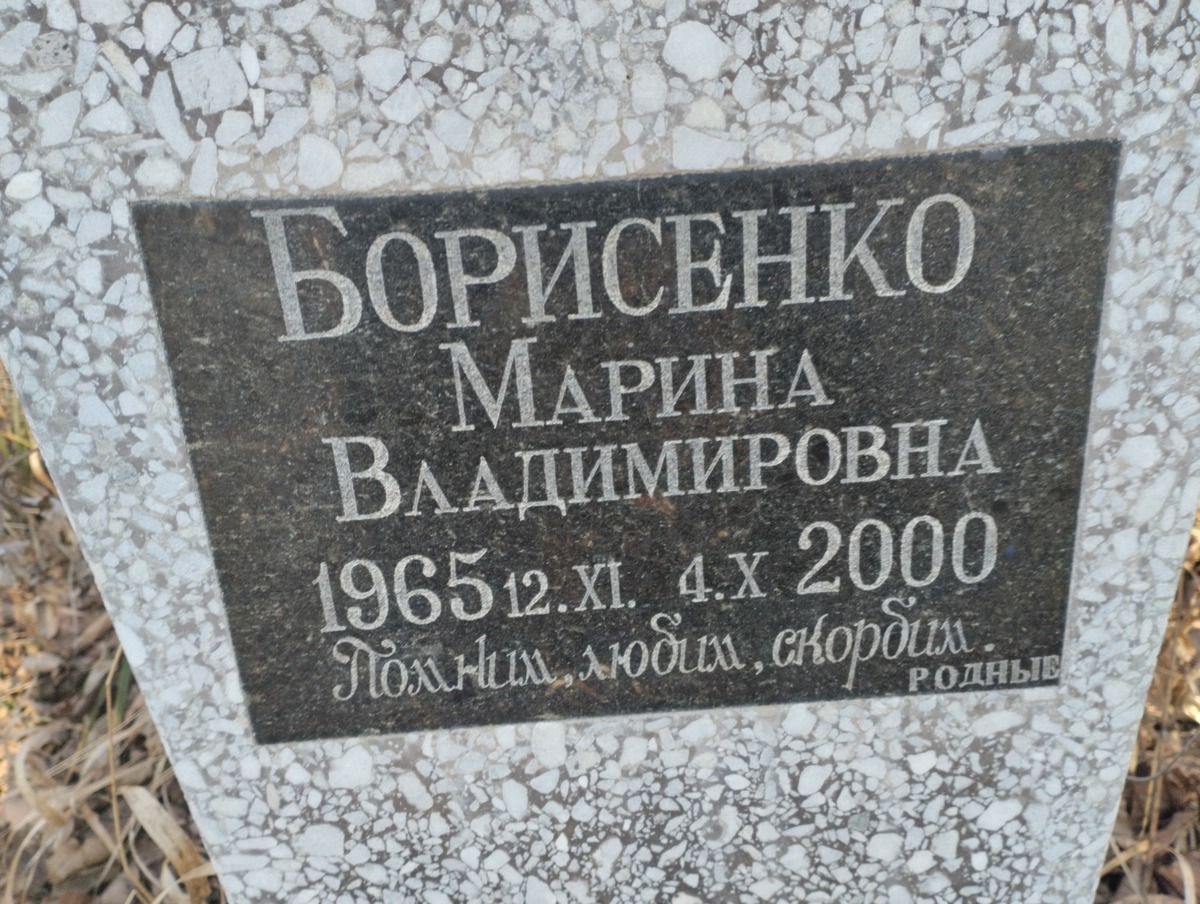 БОРИСЕНКО
МАРИНА
ВЛАДИМИРОВНА
1965 12.XI. 4.X 2000
Помним, любим, скорбим.
РОДНЫЕ